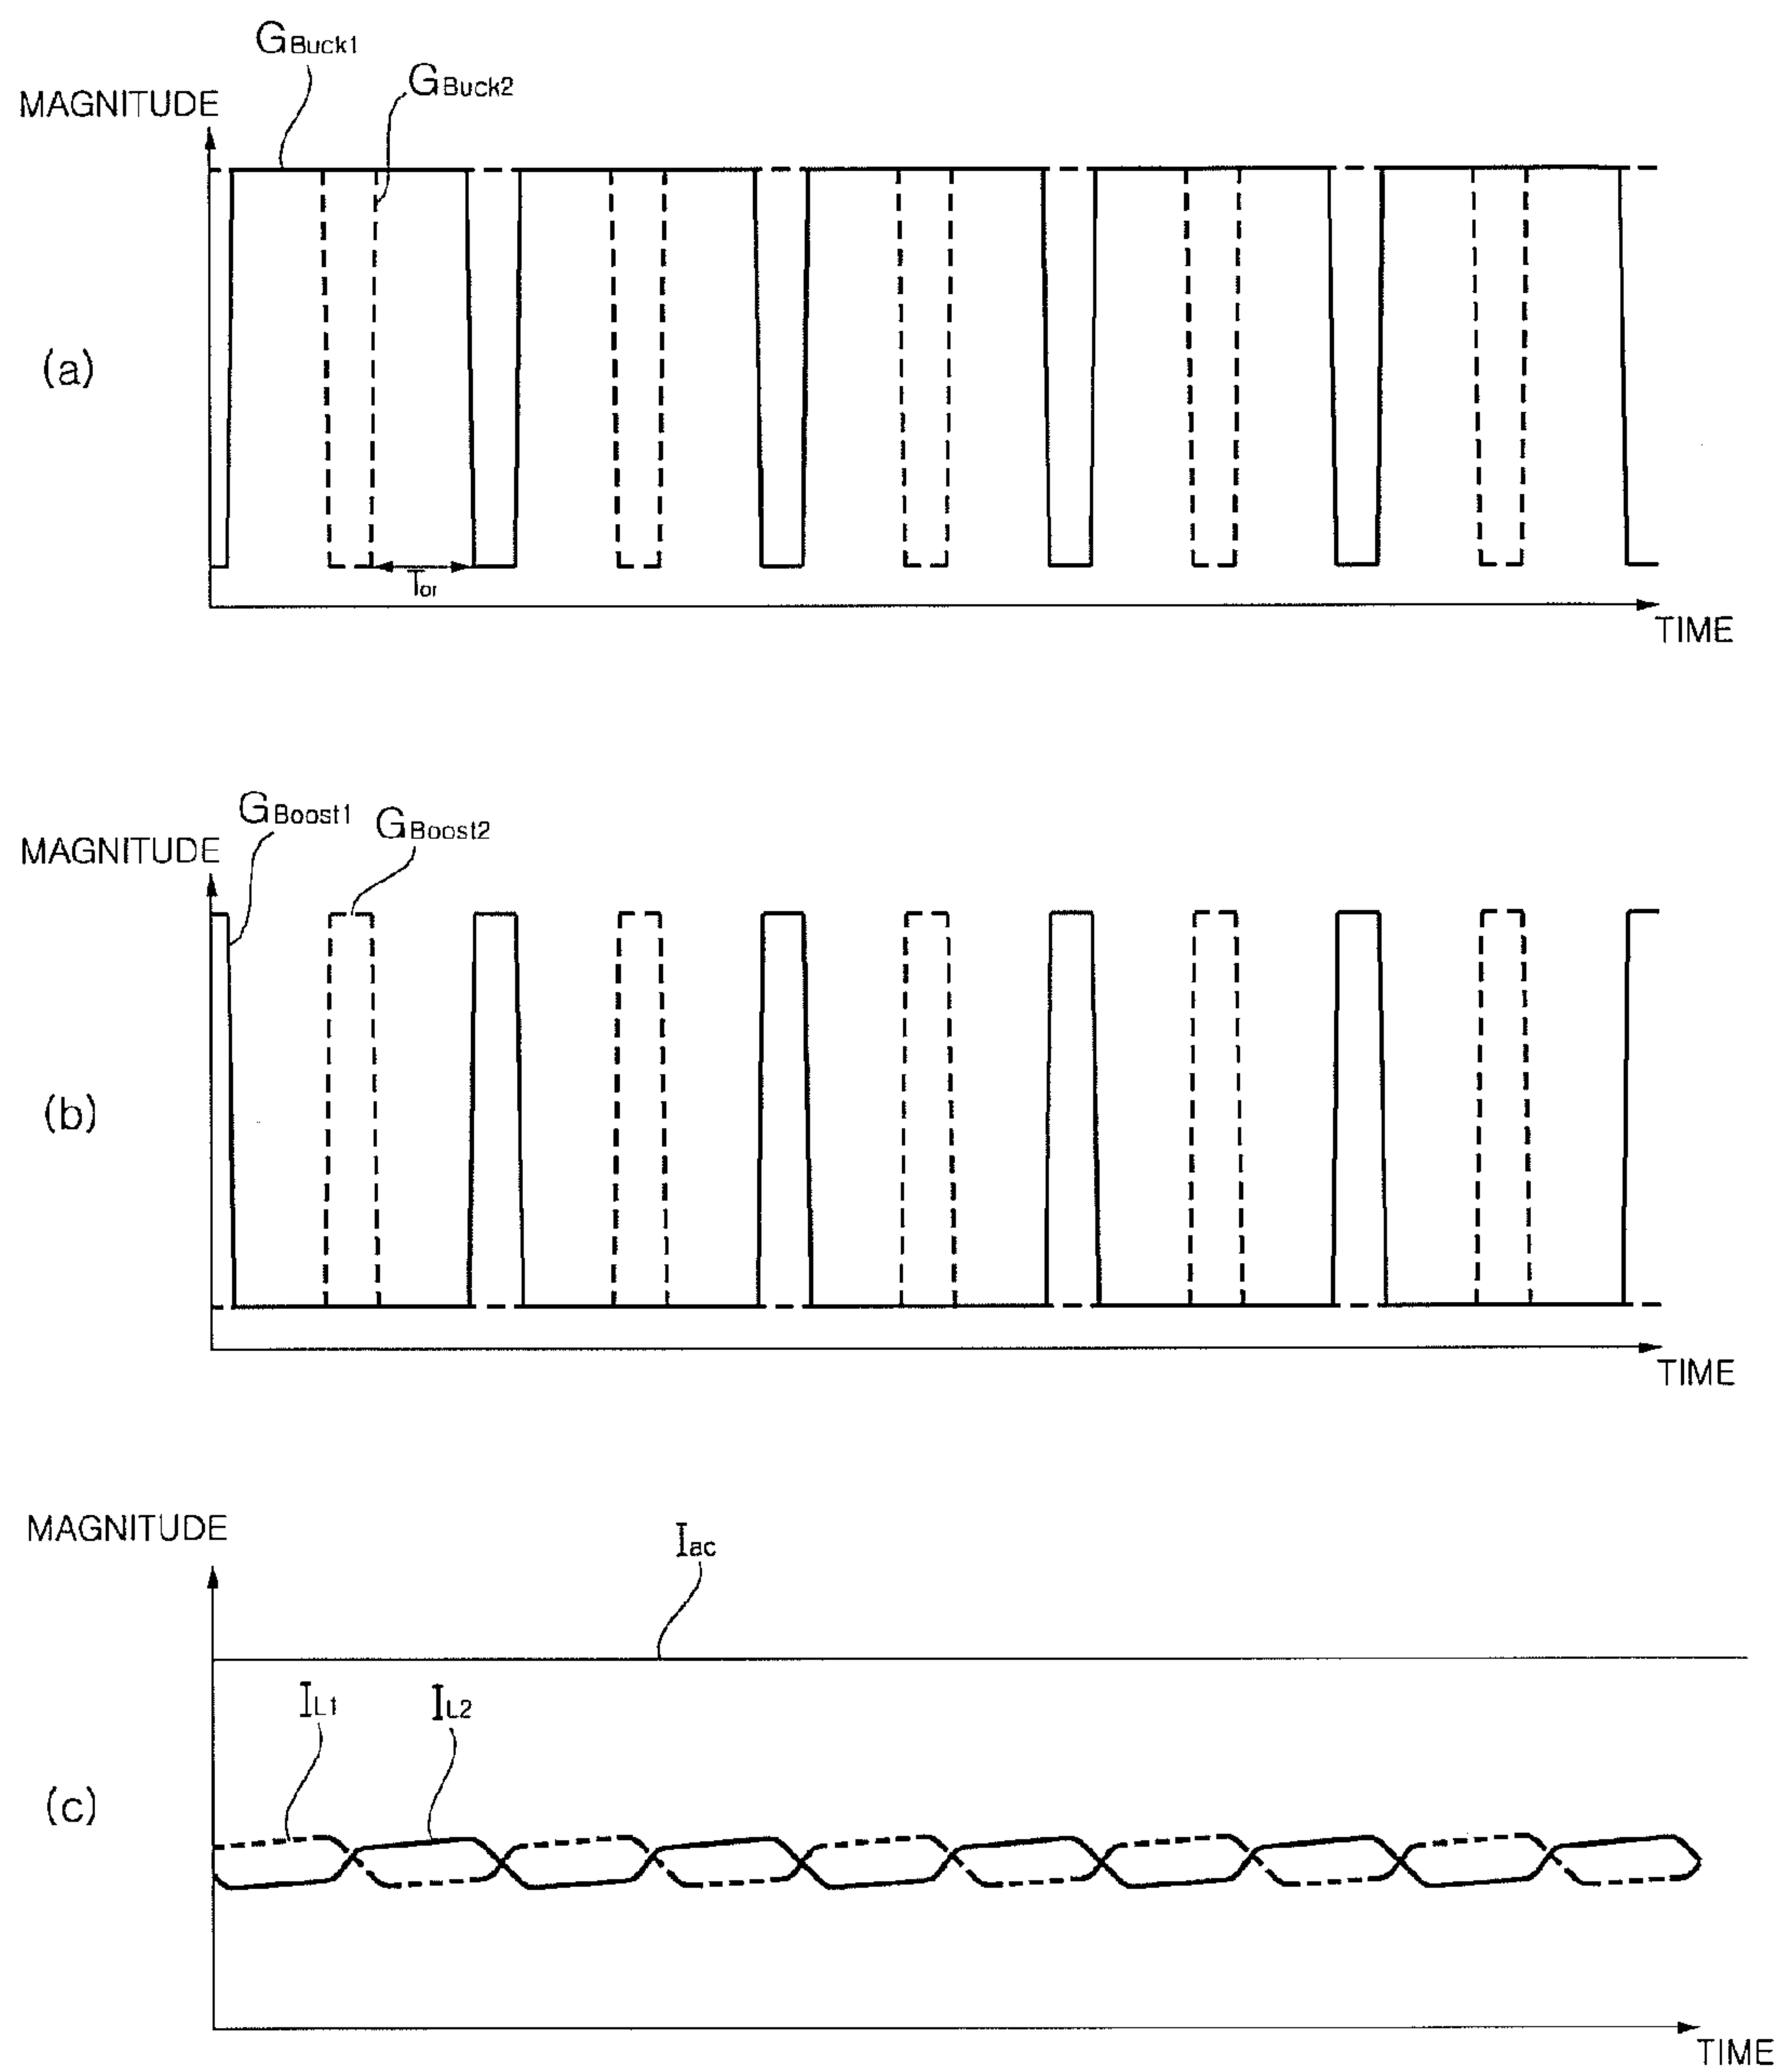 GBuck1
GBuck2
MAGNITUDE
(a)
Tor
TIME
GBoost1
GBoost2
MAGNITUDE
(b)
TIME
MAGNITUDE
Iac
IL1
IL2
(c)
TIME